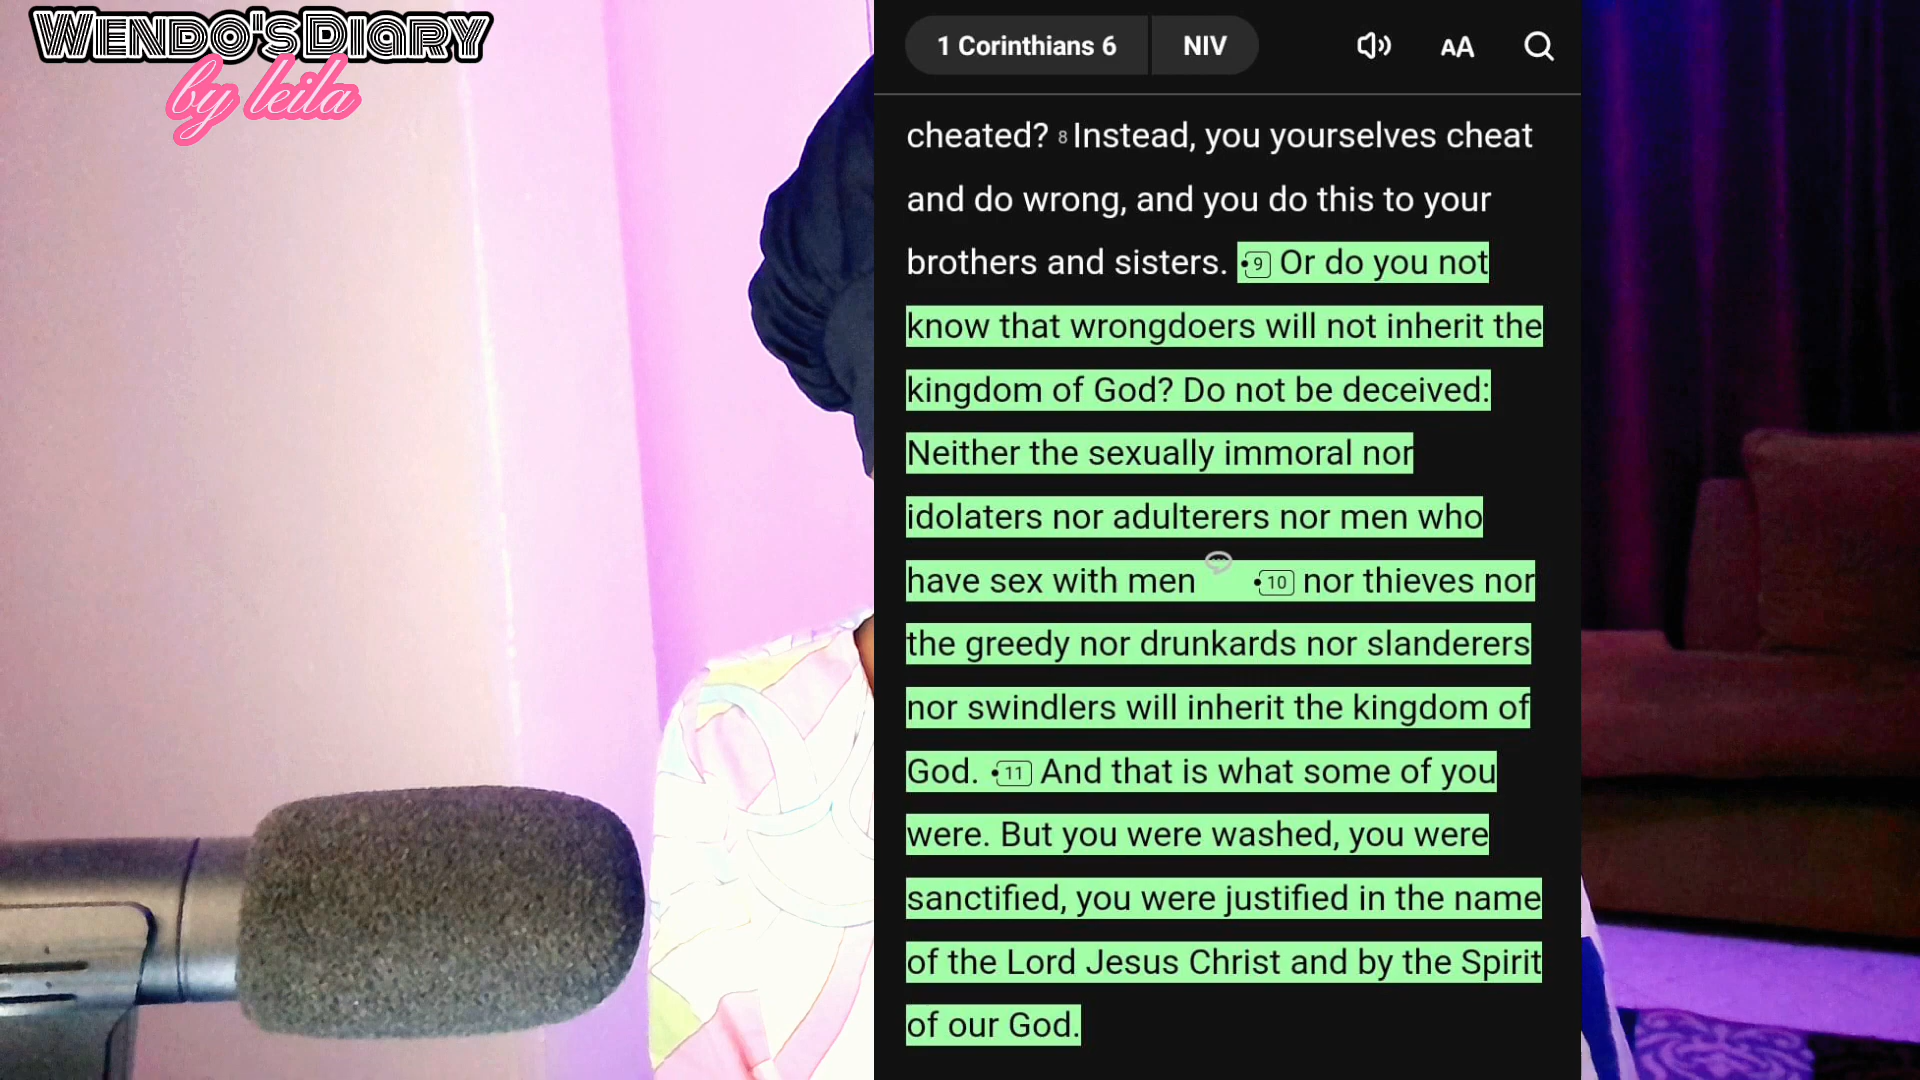 WENDO'S DIARY
by leila
1 Corinthians 6
NIV
AA
cheated? 8 Instead, you yourselves cheat
and do wrong, and you do this to your
brothers and sisters. 9 Or do you not
know that wrongdoers will not inherit the
kingdom of God? Do not be deceived:
Neither the sexually immoral nor
idolaters nor adulterers nor men who
have sex with men 10 nor thieves nor
the greedy nor drunkards nor slanderers
nor swindlers will inherit the kingdom of
God. 11 And that is what some of you
were. But you were washed, you were
sanctified, you were justified in the name
of the Lord Jesus Christ and by the Spirit
of our God.